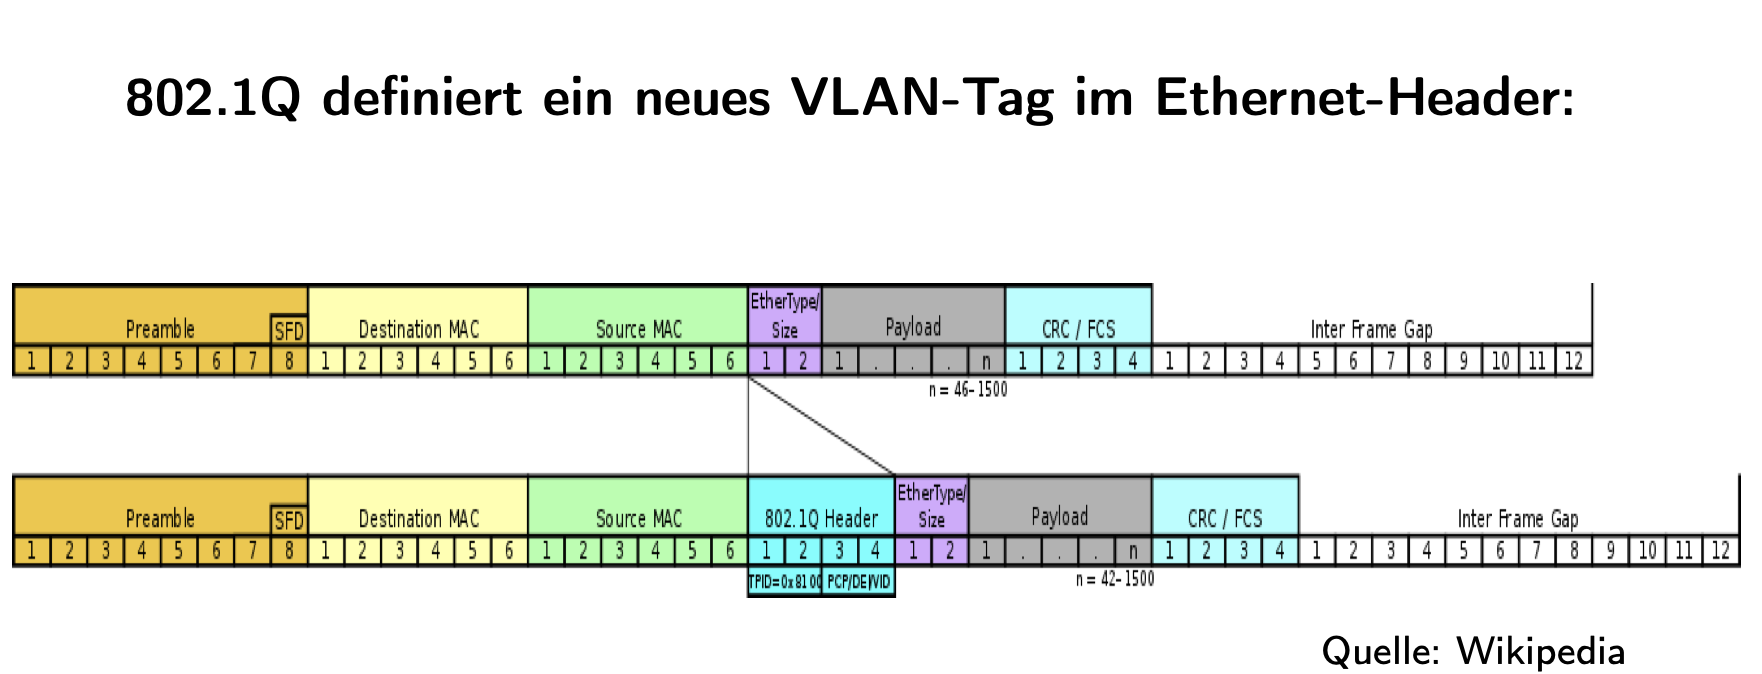 802.1Q definiert ein neues VLAN-Tag im Ethernet-Header:
EtherType/
Preamble SFD Destination MAC Source MAC Size Payload CRC / FCS Inter Frame Gap
1 2 3 4 5 6 7 8 1 2 3 4 5 6 1 2 3 4 5 6 1 2 1 . . . n 1 2 3 4 1 2 3 4 5 6 7 8 9 10 11 12
n = 46-1500
EtherType/
Preamble SFD Destination MAC Source MAC 802.1Q Header Size Payload CRC / FCS Inter Frame Gap
1 2 3 4 5 6 7 8 1 2 3 4 5 6 1 2 3 4 5 6 1 2 3 4 1 2 1 . . . n 1 2 3 4 1 2 3 4 5 6 7 8 9 10 11 12
TPID=0x8100 PCP/DEI/VID n = 42-1500
Quelle: Wikipedia